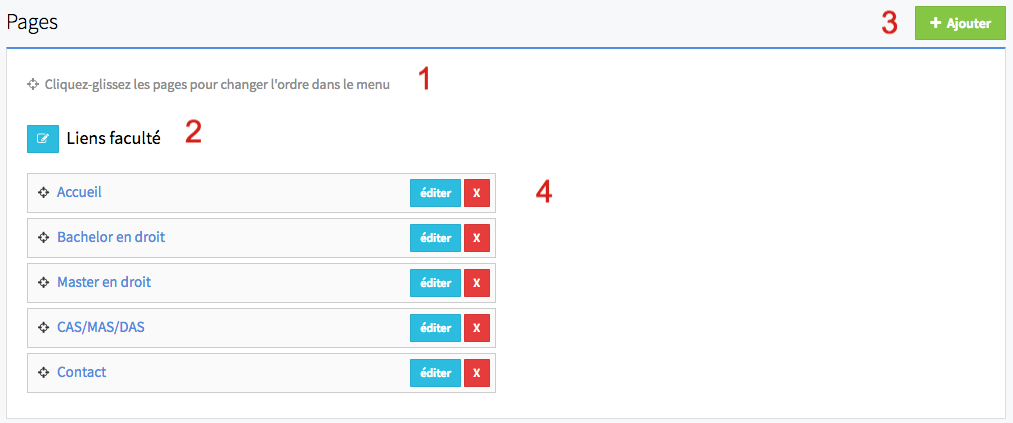 Pages 3 + Ajouter
Cliquez-glissez les pages pour changer l'ordre dans le menu 1
Liens faculté 2
Accueil éditer X 4
Bachelor en droit éditer X
Master en droit éditer X
CAS/MAS/DAS éditer X
Contact éditer X